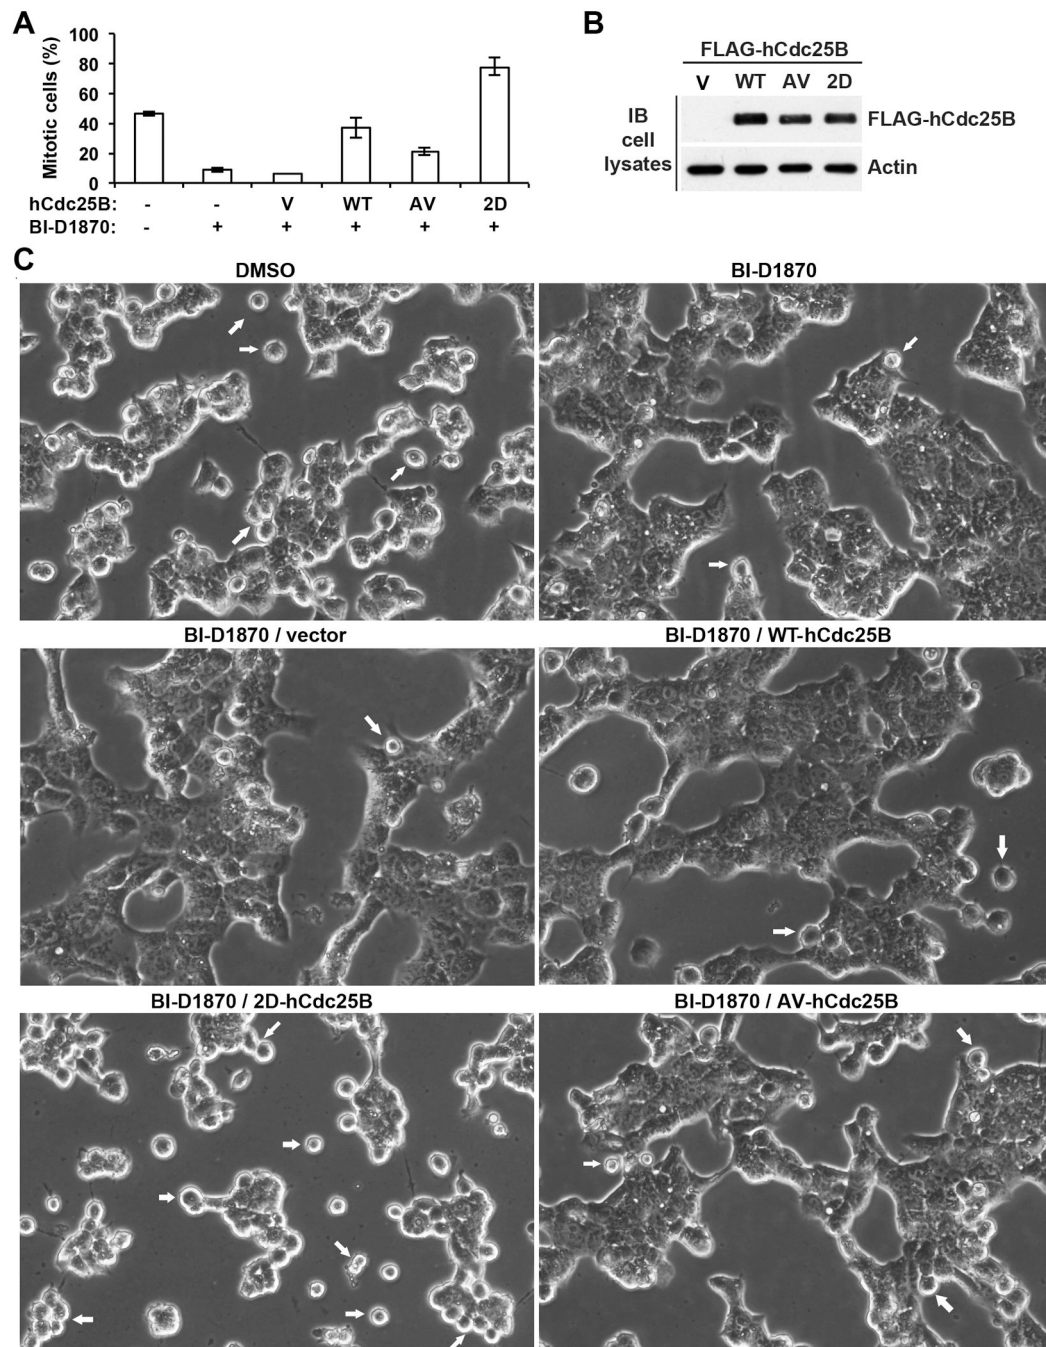 A
Mitotic cells (%)
100
80
60
40
20
0
hCdc25B: - - V WT AV 2D
BI-D1870: - + + + + +
B
FLAG-hCdc25B
V WT AV 2D
IB
cell
lysates
FLAG-hCdc25B
Actin
C
DMSO
BI-D1870
BI-D1870 / vector
BI-D1870 / WT-hCdc25B
BI-D1870 / 2D-hCdc25B
BI-D1870 / AV-hCdc25B